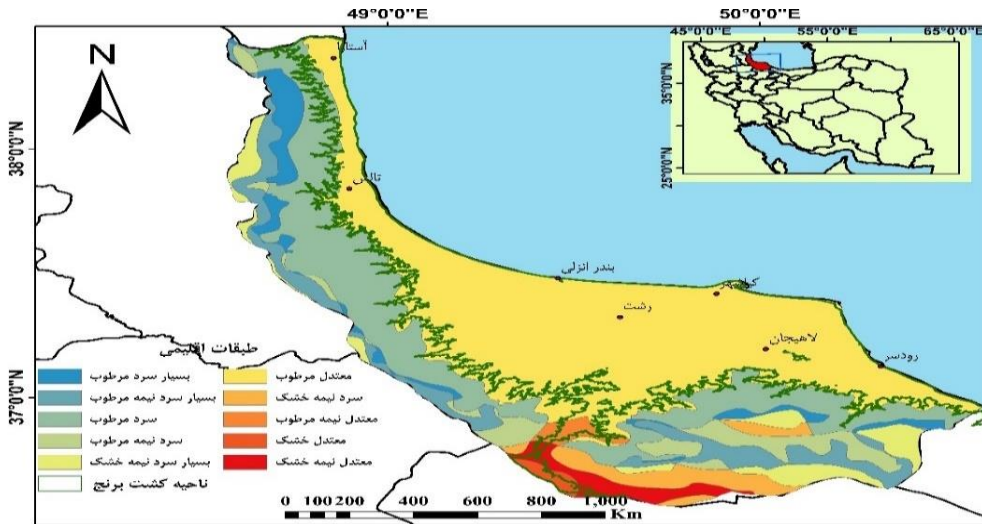 49°0'0"E
50°0'0"E
45°0'0"E
55°0'0"E
65°0'0"E
35°0'0"N
25°0'0"N
N
38°0'0"N
37°0'0"N
آستارا
تالش
بندر انزلی
رشت
لاهیجان
رودسر
طبقات اقلیمی
بسیار سرد مرطوب
معتدل مرطوب
بسیار سرد نیمه مرطوب
سرد نیمه خشک
سرد مرطوب
معتدل نیمه مرطوب
سرد نیمه مرطوب
معتدل خشک
بسیار سرد نیمه خشک
معتدل نیمه خشک
ناحیه کشت برنج
0 100 200 400 600 800 1,000
Km